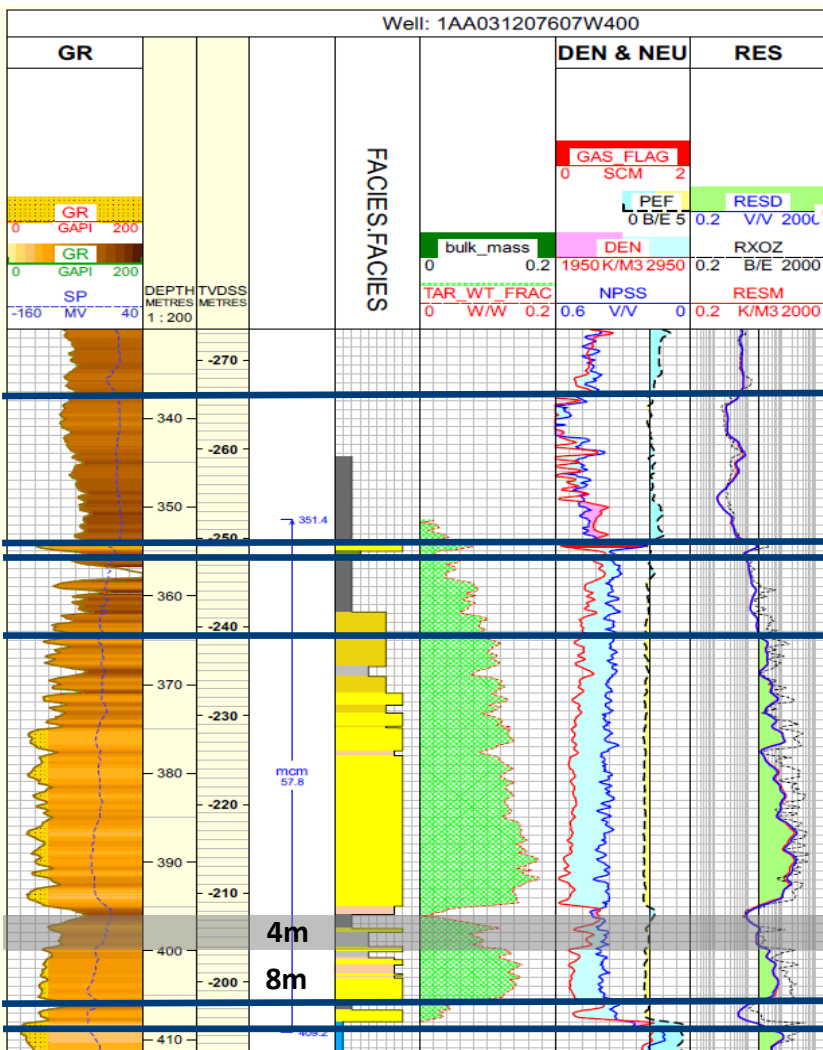 Well: 1AA031207607W400
GR
DEN & NEU
RES
FACIES.FACIES
GR
0 GAPI 200
GR
0 GAPI 200
SP
-160 MV 40
DEPTH
METRES
1 : 200
TVDSS
METRES
bulk_mass
0 0.2
TAR_WT_FRAC
0 W/W 0.2
GAS_FLAG
0 SCM 2
PEF
0 B/E 5
DEN
1950 K/M3 2950
NPSS
0.6 V/V 0
RESD
0.2 V/V 2000
RXOZ
0.2 B/E 2000
RESM
0.2 K/M3 2000
-270
340
-260
350
351.4
-250
360
-240
370
-230
380
mcm
57.8
-220
390
-210
4m
400
-200
8m
409.2
410